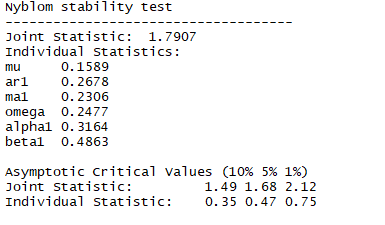 Nyblom stability test
------------------------------------
Joint Statistic:  1.7907
Individual Statistics:
mu     0.1589
ar1    0.2678
ma1    0.2306
omega  0.2477
alpha1 0.3164
beta1  0.4863
Asymptotic Critical Values (10% 5% 1%)
Joint Statistic:         1.49 1.68 2.12
Individual Statistic:    0.35 0.47 0.75